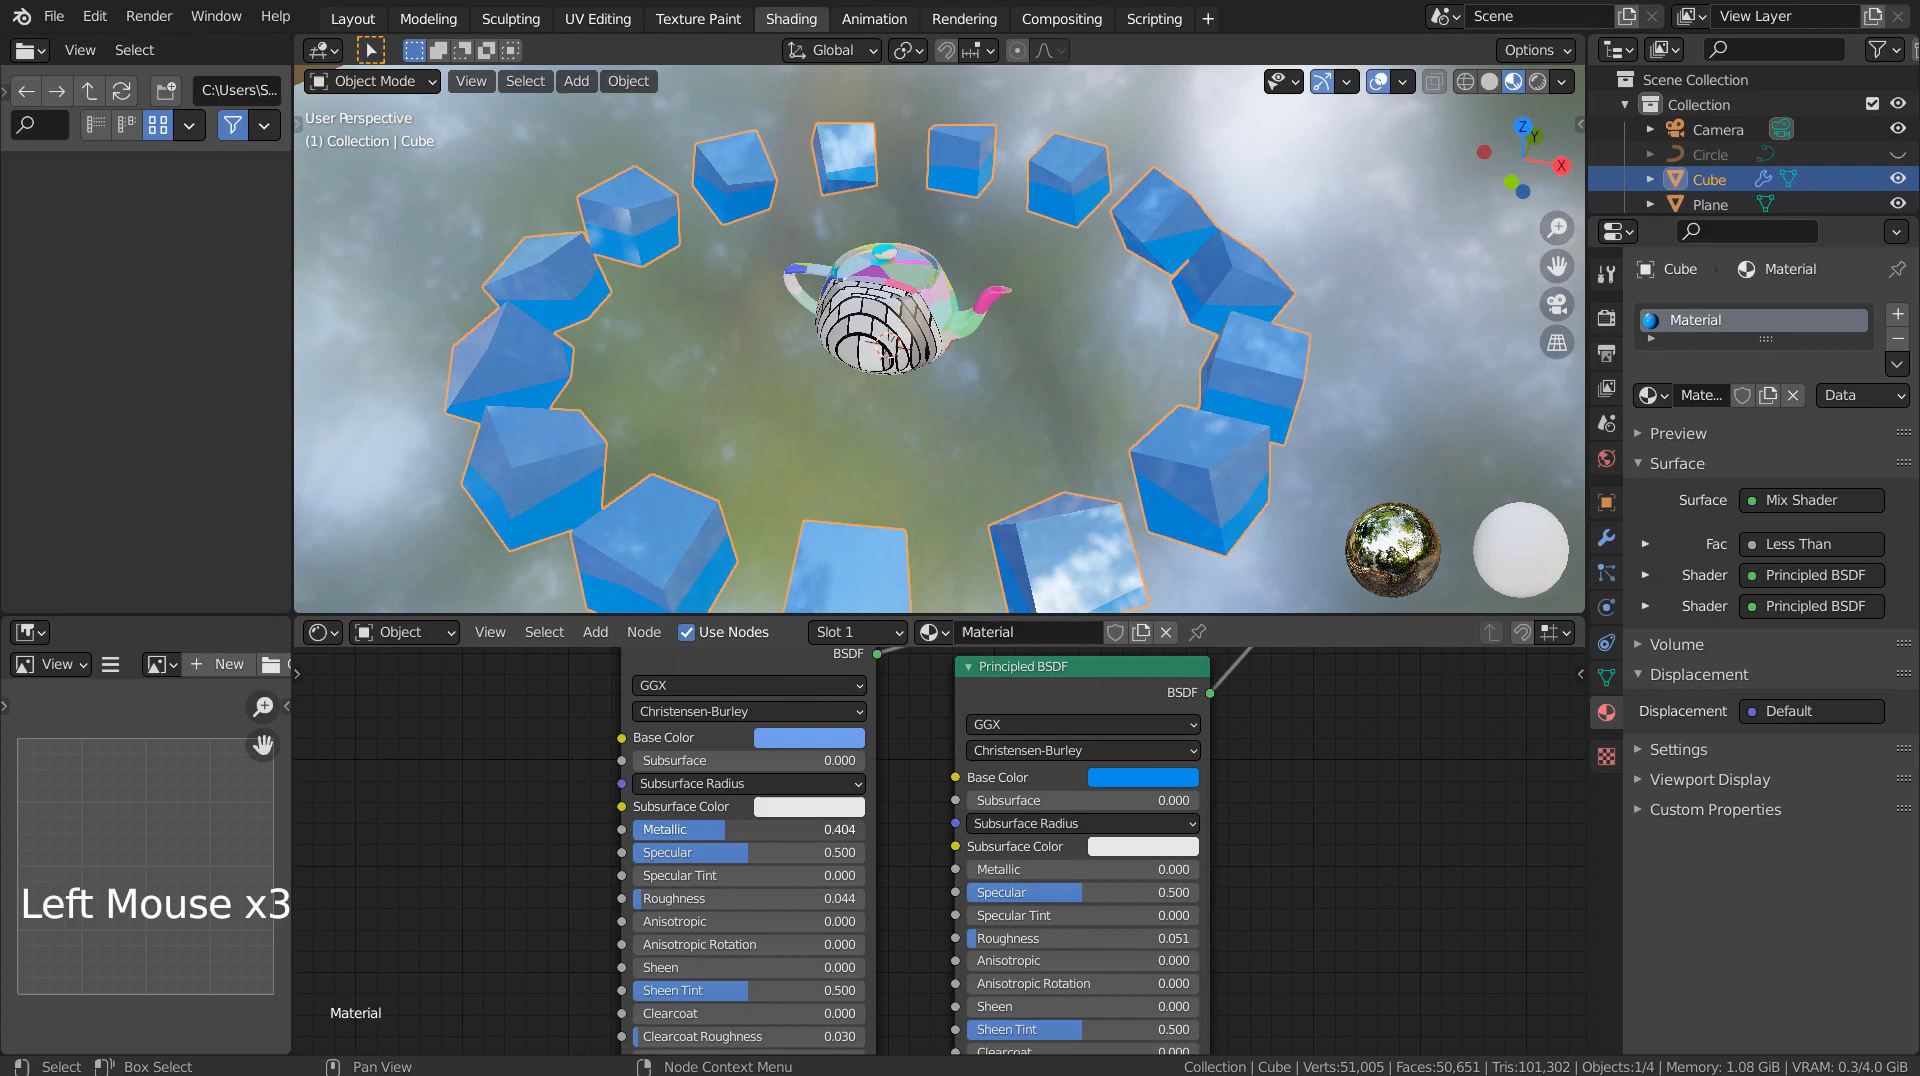 File Edit Render Window Help
Layout Modeling Sculpting UV Editing Texture Paint Shading Animation Rendering Compositing Scripting
Scene View Layer
View Select
Global
Options
C:\Users\S...
Object Mode View Select Add Object
User Perspective
(1) Collection | Cube
Z
Y
X
Scene Collection
Collection
Camera
Circle
Cube
Plane
Cube Material
Material
Mate... Data
Preview
Surface
Surface Mix Shader
Fac Less Than
Shader Principled BSDF
Shader Principled BSDF
Volume
Displacement
Displacement Default
Settings
Viewport Display
Custom Properties
View New
Object View Select Add Node Use Nodes Slot 1 Material
BSDF
GGX
Christensen-Burley
Base Color
Subsurface 0.000
Subsurface Radius
Subsurface Color
Metallic 0.404
Specular 0.500
Specular Tint 0.000
Roughness 0.044
Anisotropic 0.000
Anisotropic Rotation 0.000
Sheen 0.000
Sheen Tint 0.500
Clearcoat 0.000
Clearcoat Roughness 0.030
Principled BSDF
BSDF
GGX
Christensen-Burley
Base Color
Subsurface 0.000
Subsurface Radius
Subsurface Color
Metallic 0.000
Specular 0.500
Specular Tint 0.000
Roughness 0.051
Anisotropic 0.000
Anisotropic Rotation 0.000
Sheen 0.000
Sheen Tint 0.500
Clearcoat 0.000
Left Mouse x3
Material
Select Box Select Pan View Node Context Menu
Collection | Cube | Verts:51,005 | Faces:50,651 | Tris:101,302 | Objects:1/4 | Memory: 1.08 GiB | VRAM: 0.3/4.0 GiB